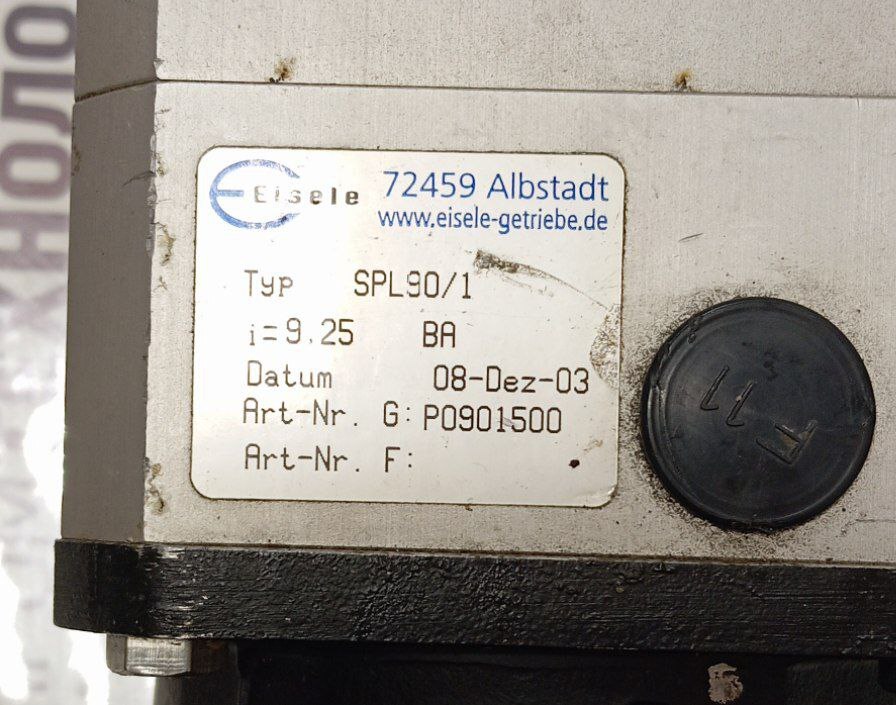 Eisele 72459 Albstadt
www.eisele-getriebe.de
Typ SPL90/1
i=9.25 BA
Datum 08-Dez-03
Art-Nr. G: P0901500
Art-Nr. F: